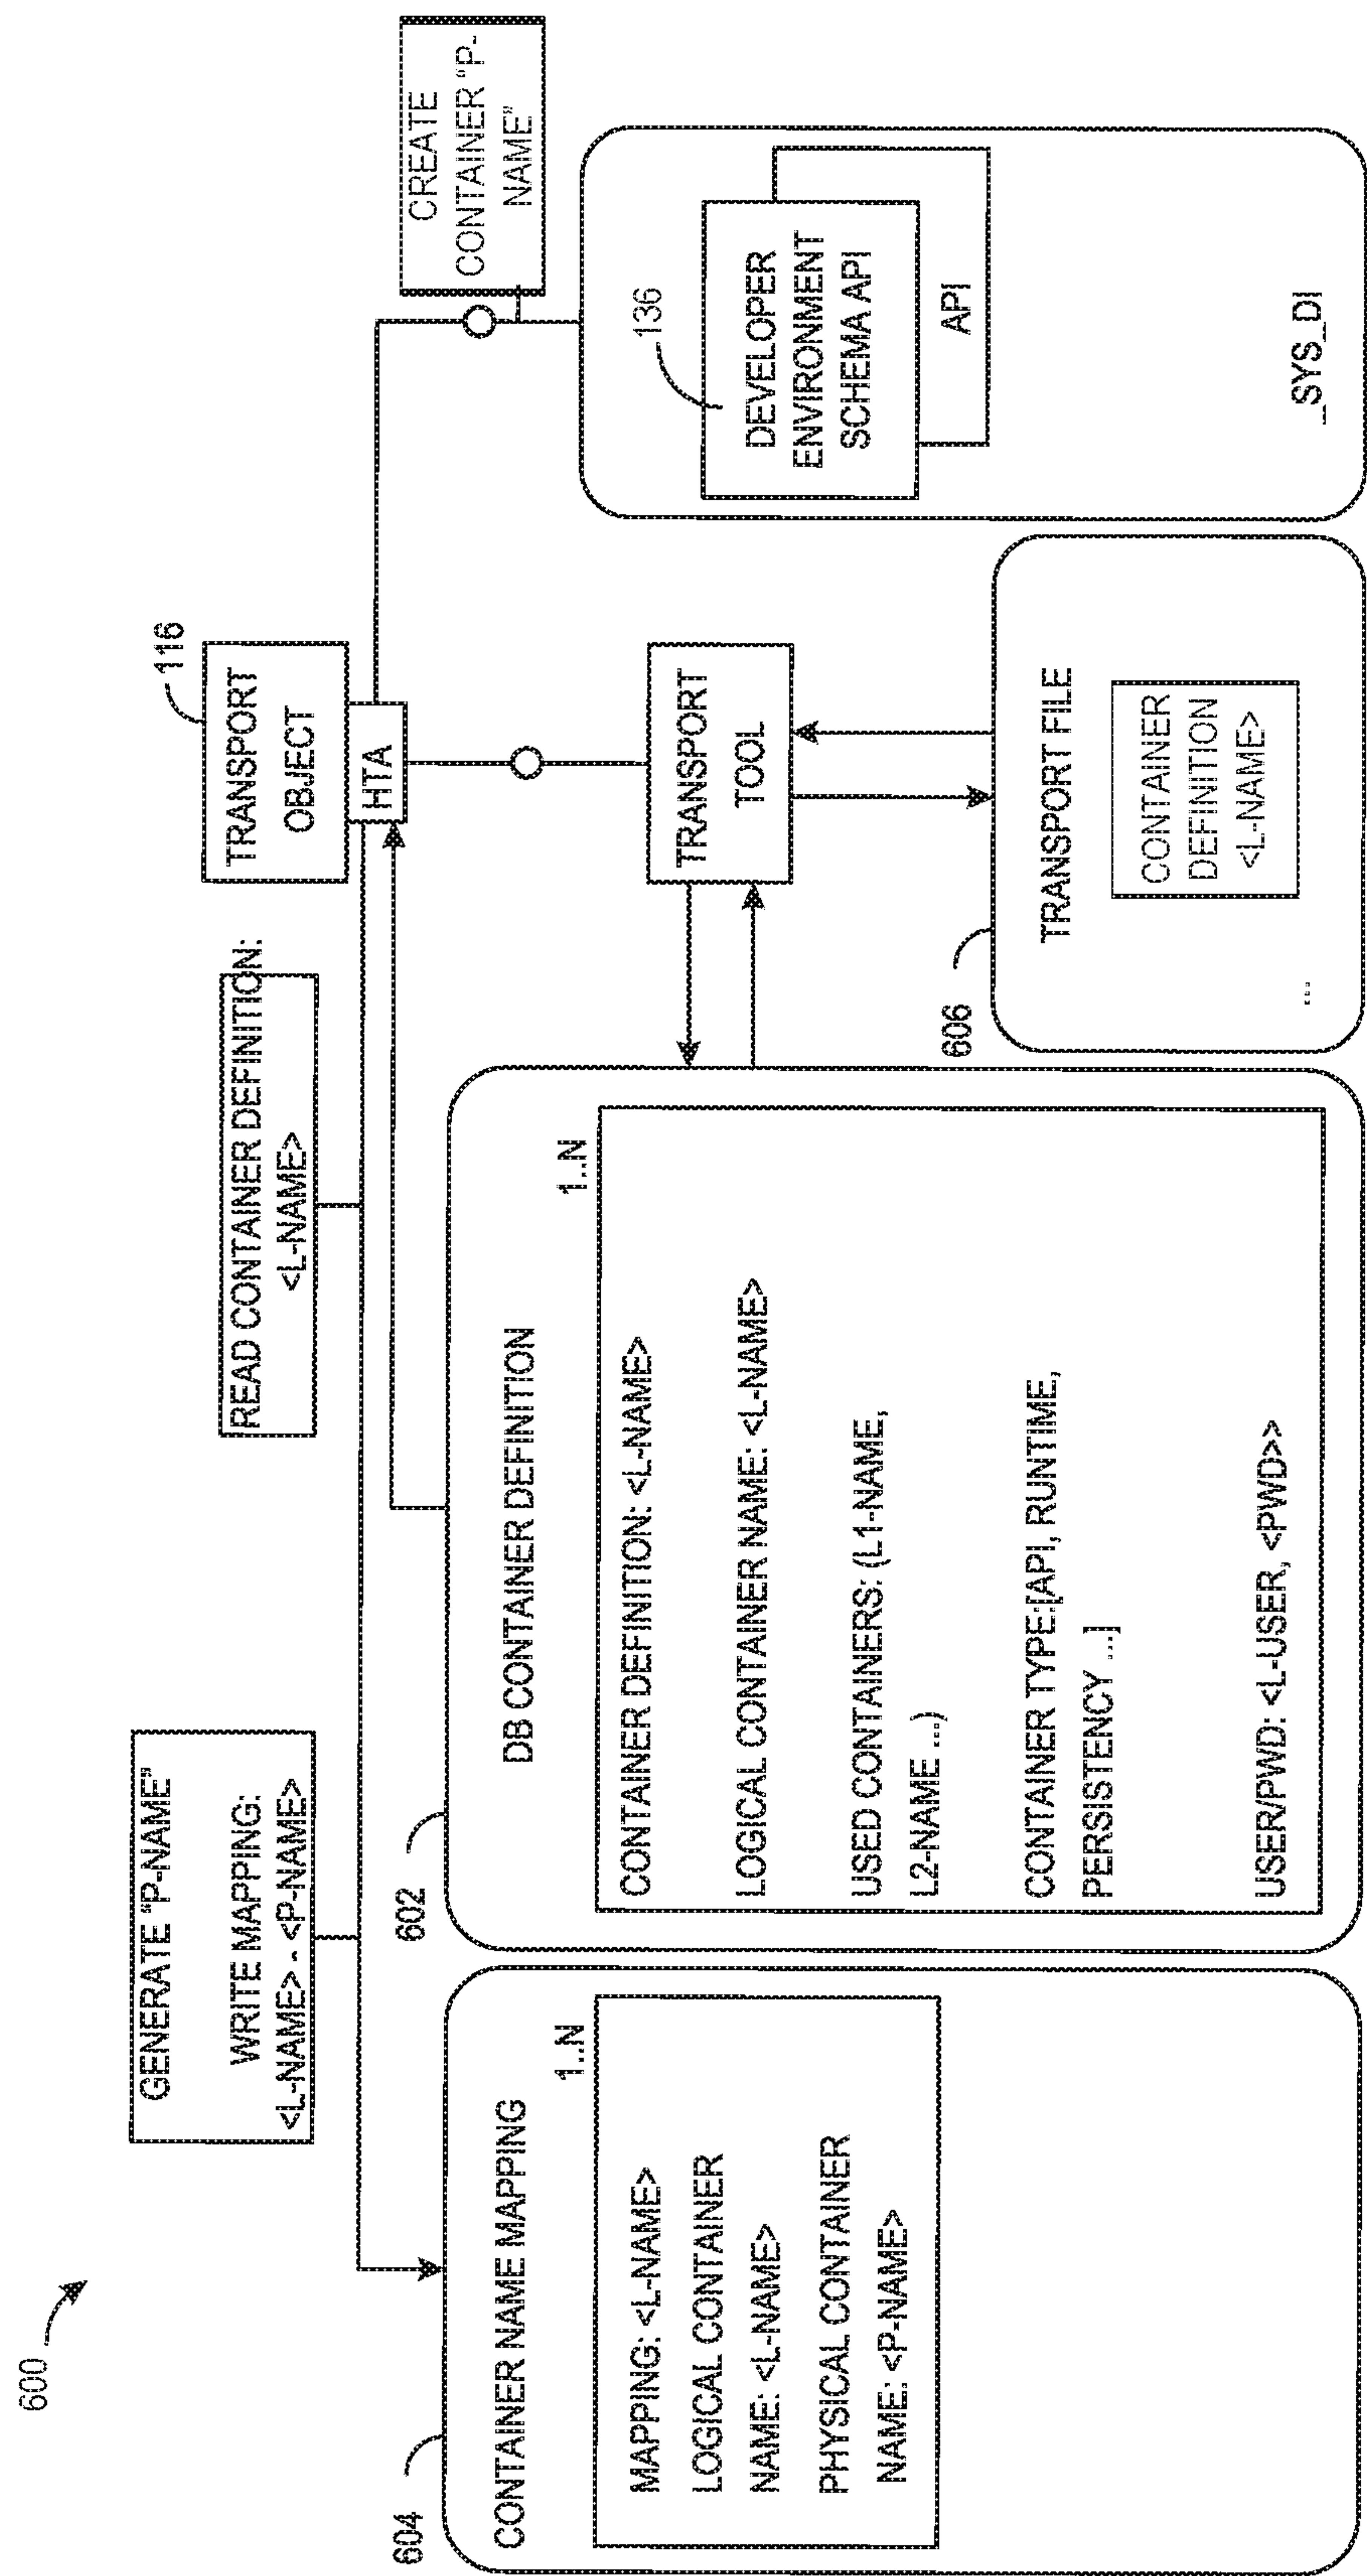 600
GENERATE "P-NAME"
WRITE MAPPING:
<L-NAME> - <P-NAME>
READ CONTAINER DEFINITION:
<L-NAME>
116
TRANSPORT
OBJECT
HTA
CREATE
CONTAINER "P-
NAME"
604
CONTAINER NAME MAPPING
1..N
MAPPING: <L-NAME>
LOGICAL CONTAINER
NAME: <L-NAME>
PHYSICAL CONTAINER
NAME: <P-NAME>
602
DB CONTAINER DEFINITION
1..N
CONTAINER DEFINITION: <L-NAME>
LOGICAL CONTAINER NAME: <L-NAME>
USED CONTAINERS: (L1-NAME,
L2-NAME ...)
CONTAINER TYPE:[API, RUNTIME,
PERSISTENCY ...]
USER/PWD: <L-USER, <PWD>>
TRANSPORT
TOOL
606
TRANSPORT FILE
CONTAINER
DEFINITION
<L-NAME>
...
136
DEVELOPER
ENVIRONMENT
SCHEMA API
API
_SYS_DI